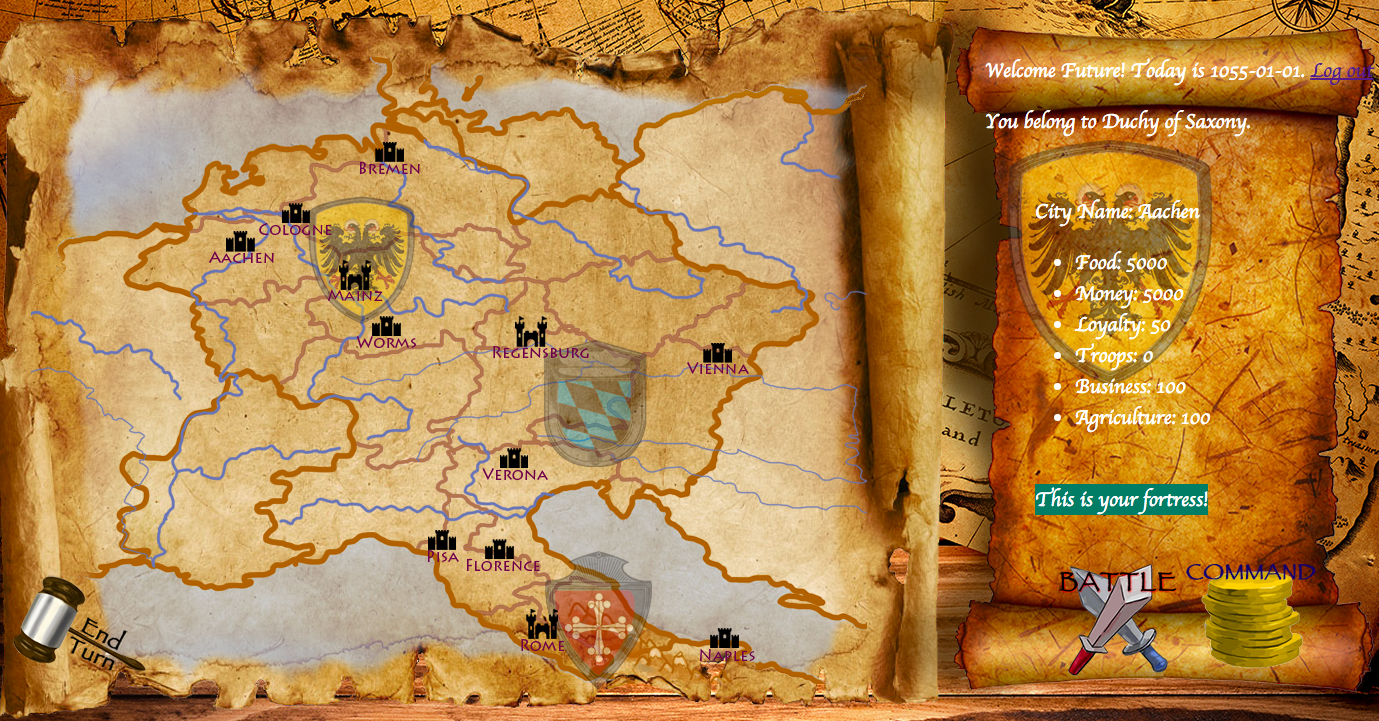 Welcome Future! Today is 1055-01-01. Log out
You belong to Duchy of Saxony.
City Name: Aachen
Food: 5000
Money: 5000
Loyalty: 50
Troops: 0
Business: 100
Agriculture: 100
This is your fortress!
BATTLE
COMMAND
BREMEN
COLOGNE
AACHEN
MAINZ
WORMS
REGENSBURG
VIENNA
VERONA
PISA
FLORENCE
ROME
NAPLES
End
Turn
and